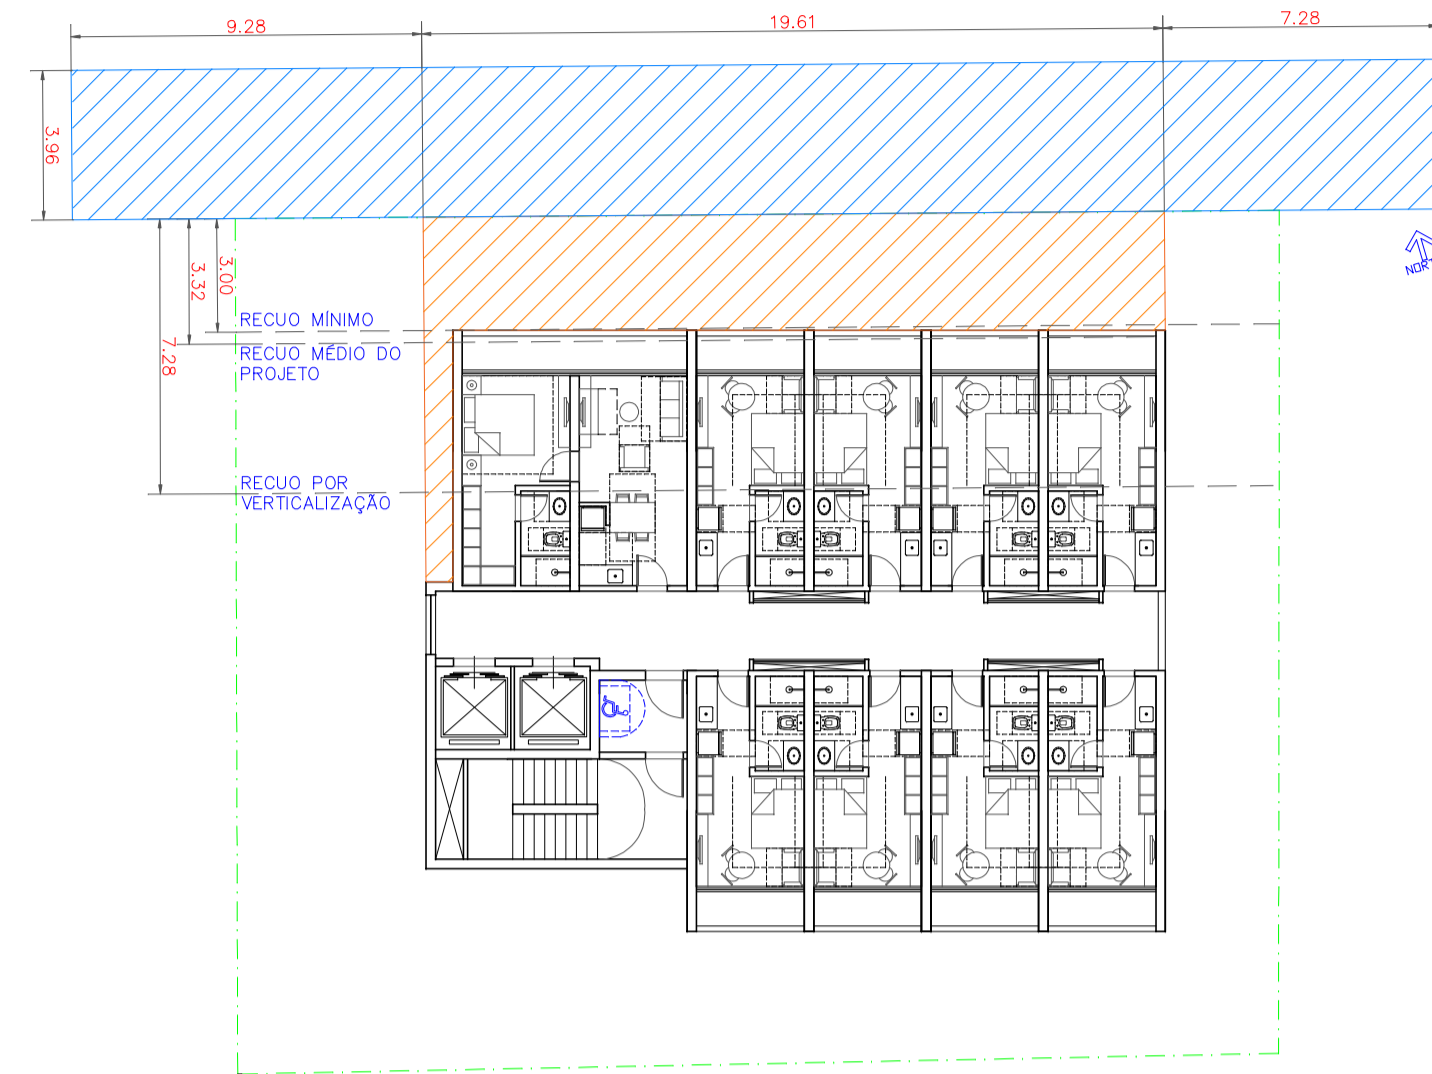 9.28
19.61
7.28
3.96
3.00
3.32
7.28
RECUO MÍNIMO
RECUO MÉDIO DO
PROJETO
RECUO POR
VERTICALIZAÇÃO